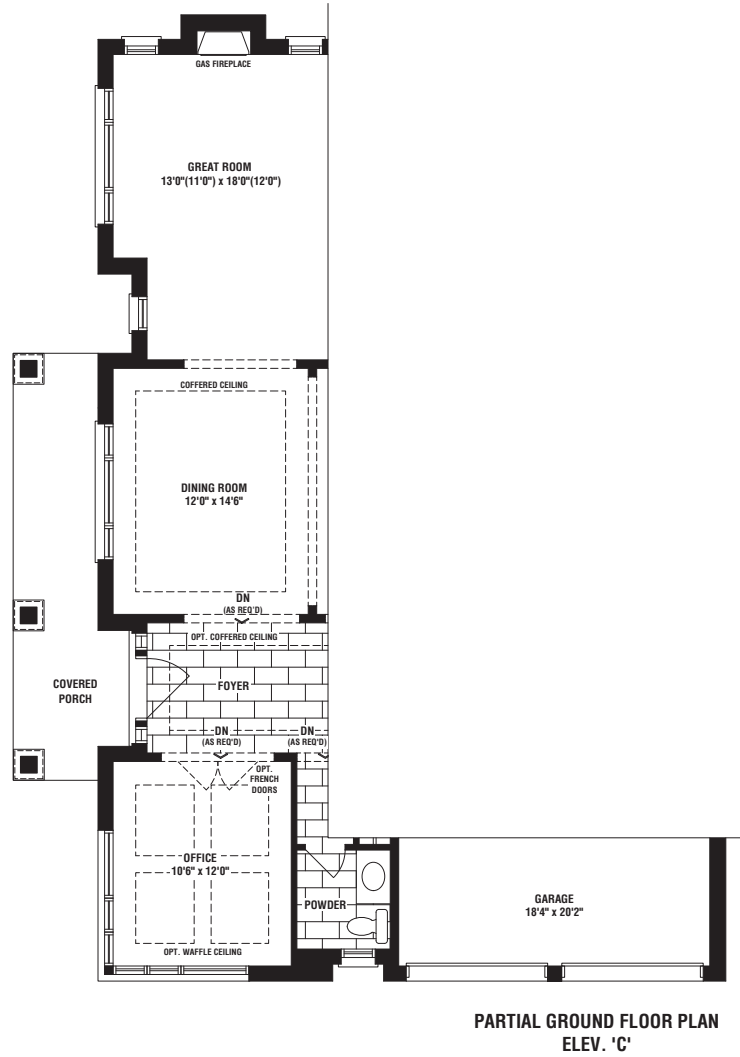 GAS FIREPLACE
GREAT ROOM
13'0"(11'0") x 18'0"(12'0")
COFFERED CEILING
DINING ROOM
12'0" x 14'6"
DN
(AS REQ'D)
OPT. COFFERED CEILING
COVERED
PORCH
FOYER
DN
(AS REQ'D)
DN
(AS REQ'D)
OPT.
FRENCH
DOORS
OFFICE
10'6" x 12'0"
OPT. WAFFLE CEILING
POWDER
GARAGE
18'4" x 20'2"
PARTIAL GROUND FLOOR PLAN
ELEV. 'C'